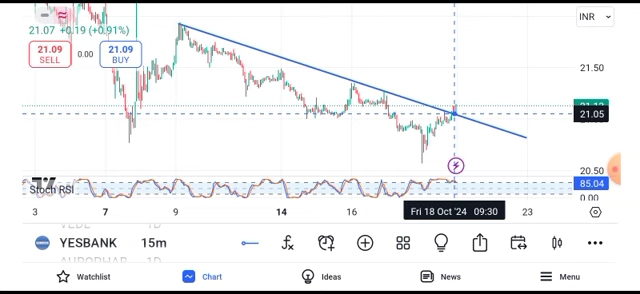 INR
21.07 +0.19 (+0.91%)
21.09
SELL
0.00
21.09
BUY
21.50
21.05
20.50
Stoch RSI
85.04
0.00
3 7 9 14 16 Fri 18 Oct '24 09:30 23
YESBANK 15m
Watchlist Chart Ideas News Menu